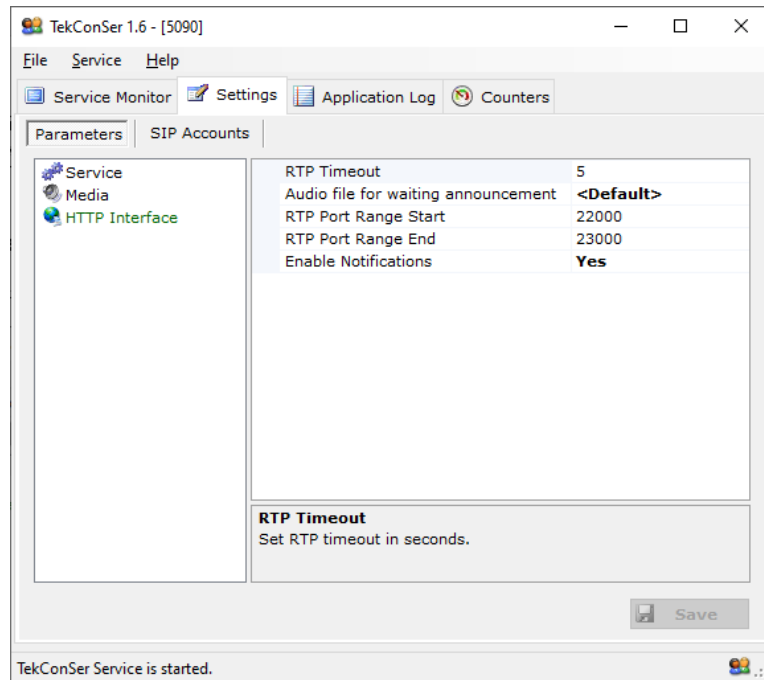 TekConSer 1.6 - [5090]
File Service Help
Service Monitor Settings Application Log Counters
Parameters SIP Accounts
Service
Media
HTTP Interface
RTP Timeout 5
Audio file for waiting announcement <Default>
RTP Port Range Start 22000
RTP Port Range End 23000
Enable Notifications Yes
RTP Timeout
Set RTP timeout in seconds.
Save
TekConSer Service is started.